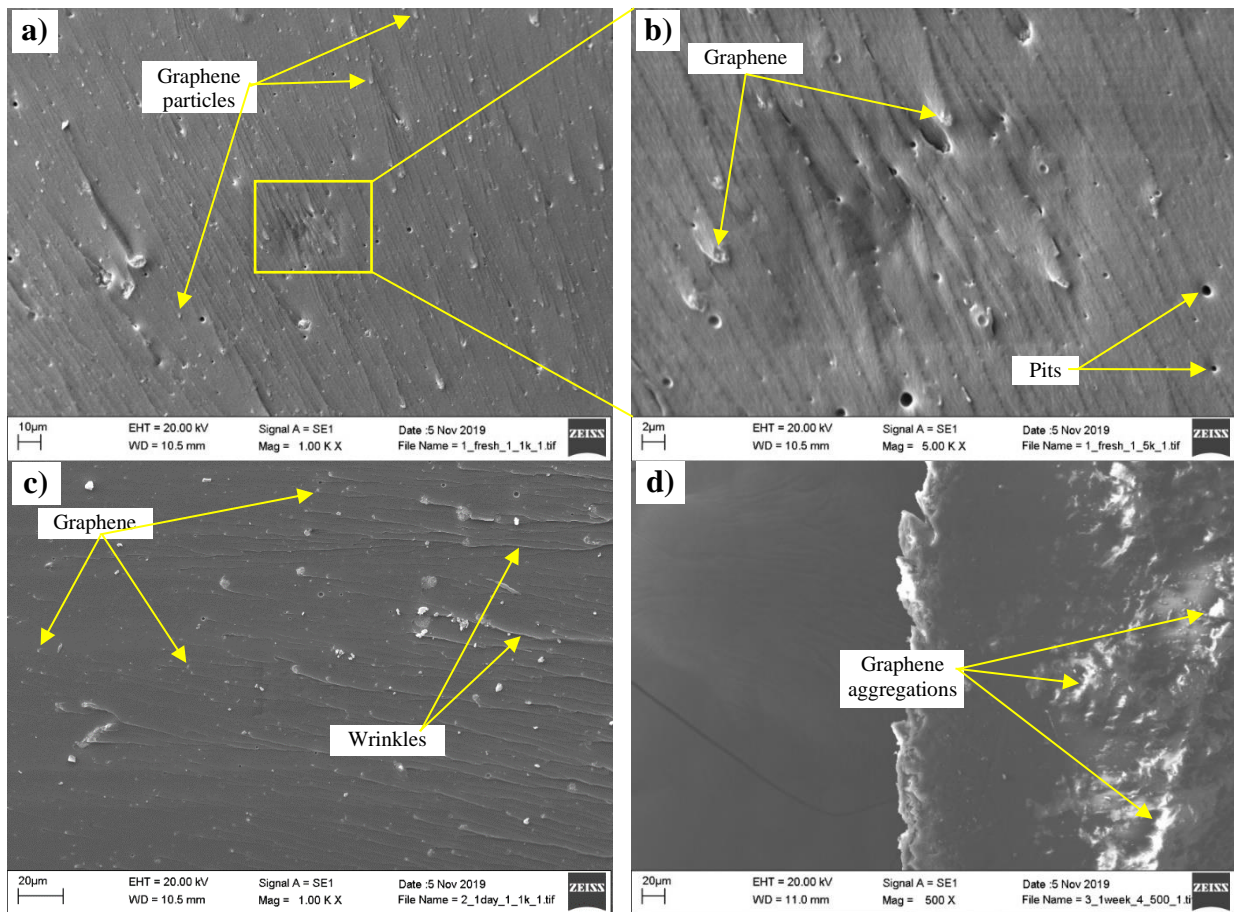 a)
Graphene
particles
10µm
EHT = 20.00 kV
WD = 10.5 mm
Signal A = SE1
Mag = 1.00 K X
Date :5 Nov 2019
File Name = 1_fresh_1_1k_1.tif
ZEISS
b)
Graphene
Pits
2µm
EHT = 20.00 kV
WD = 10.5 mm
Signal A = SE1
Mag = 5.00 K X
Date :5 Nov 2019
File Name = 1_fresh_1_5k_1.tif
ZEISS
c)
Graphene
Wrinkles
20µm
EHT = 20.00 kV
WD = 10.5 mm
Signal A = SE1
Mag = 1.00 K X
Date :5 Nov 2019
File Name = 2_1day_1_1k_1.tif
ZEISS
d)
Graphene
aggregations
20µm
EHT = 20.00 kV
WD = 11.0 mm
Signal A = SE1
Mag = 500 X
Date :5 Nov 2019
File Name = 3_1week_4_500_1.tif
ZEISS